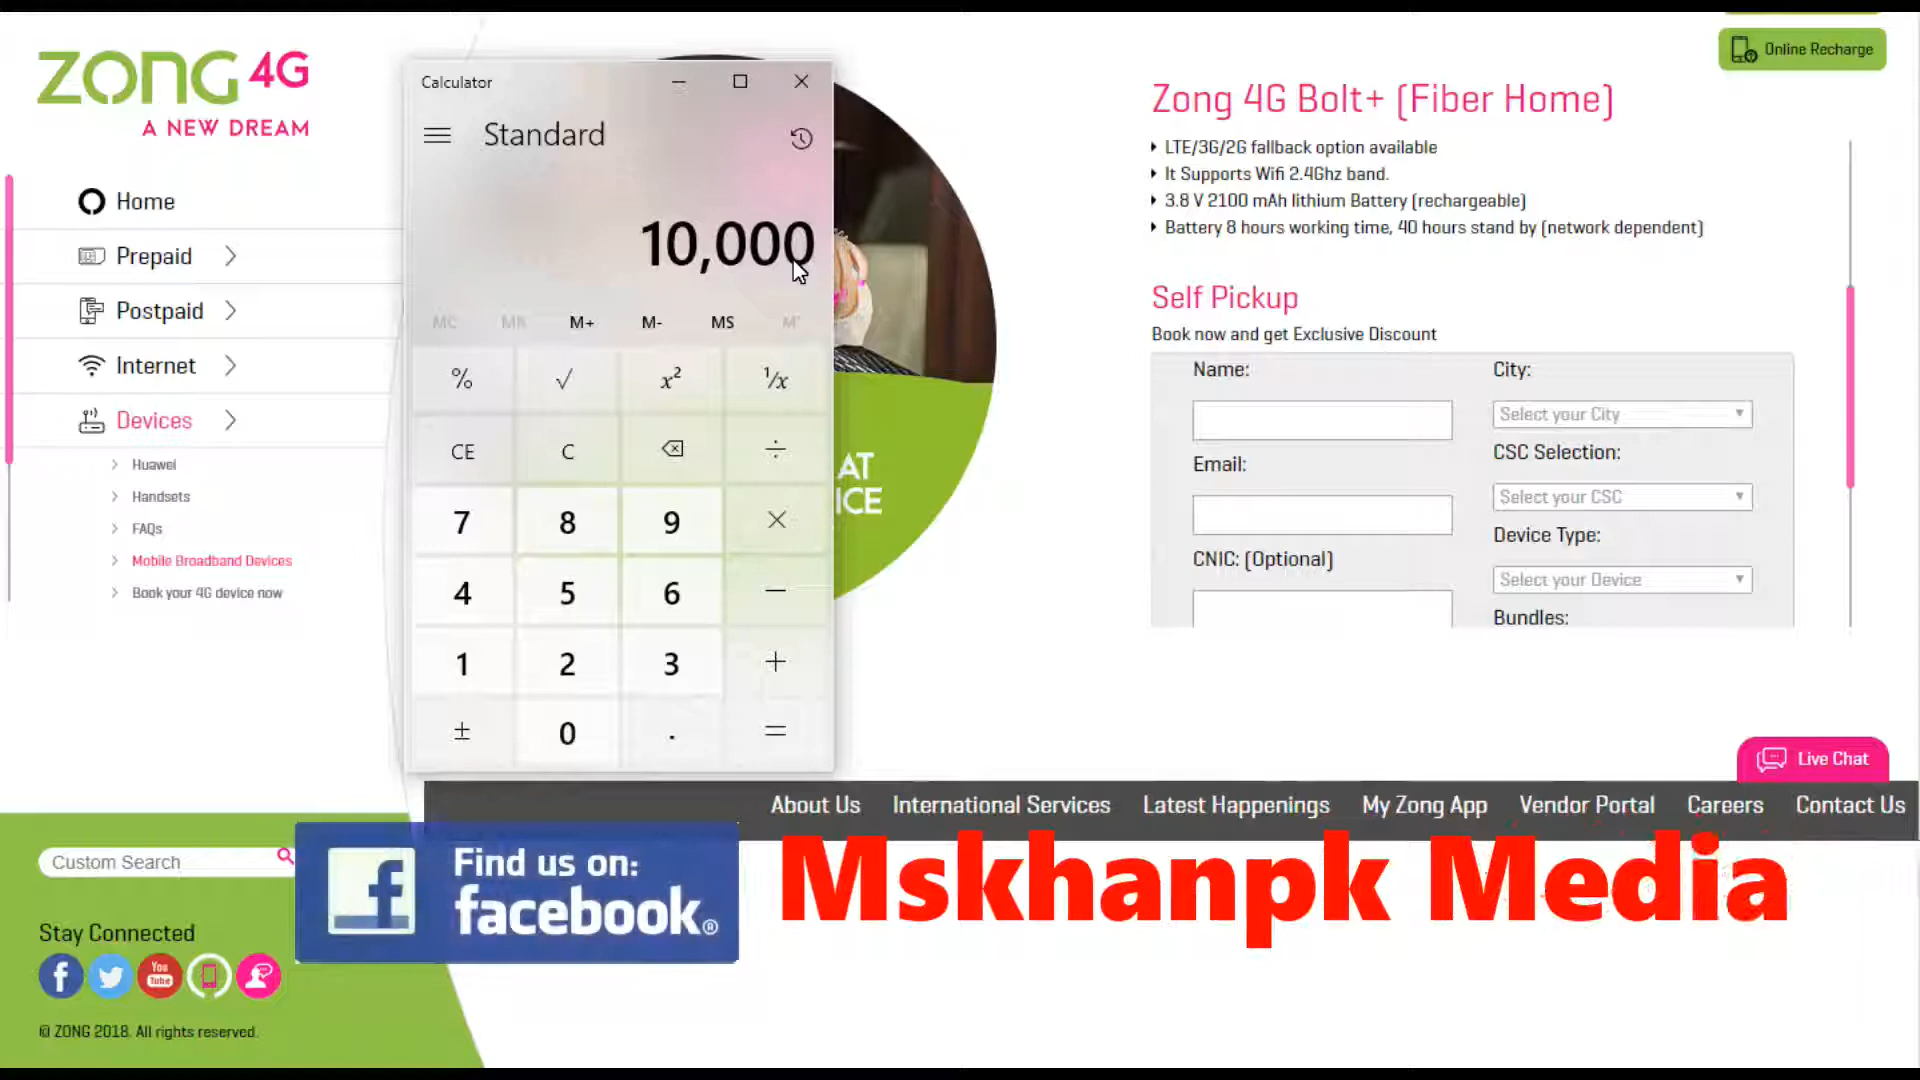 ZONG 4G
A NEW DREAM
Home
Prepaid
Postpaid
Internet
Devices
Huawei
Handsets
FAQs
Mobile Broadband Devices
Book your 4G device now
Calculator
Standard
10,000
MC MR M+ M- MS M
% √ x² ¹/x
CE C ÷
7 8 9 ×
4 5 6 −
1 2 3 +
± 0 . =
AT
ICE
Online Recharge
Zong 4G Bolt+ (Fiber Home)
LTE/3G/2G fallback option available
It Supports Wifi 2.4Ghz band.
3.8 V 2100 mAh lithium Battery (rechargeable)
Battery 8 hours working time, 40 hours stand by (network dependent)
Self Pickup
Book now and get Exclusive Discount
Name:
City:
Select your City
Email:
CSC Selection:
Select your CSC
CNIC: (Optional)
Device Type:
Select your Device
Bundles:
Live Chat
About Us International Services Latest Happenings My Zong App Vendor Portal Careers Contact Us
Custom Search
Find us on:
facebook®
Mskhanpk Media
Stay Connected
You
Tube
© ZONG 2018. All rights reserved.